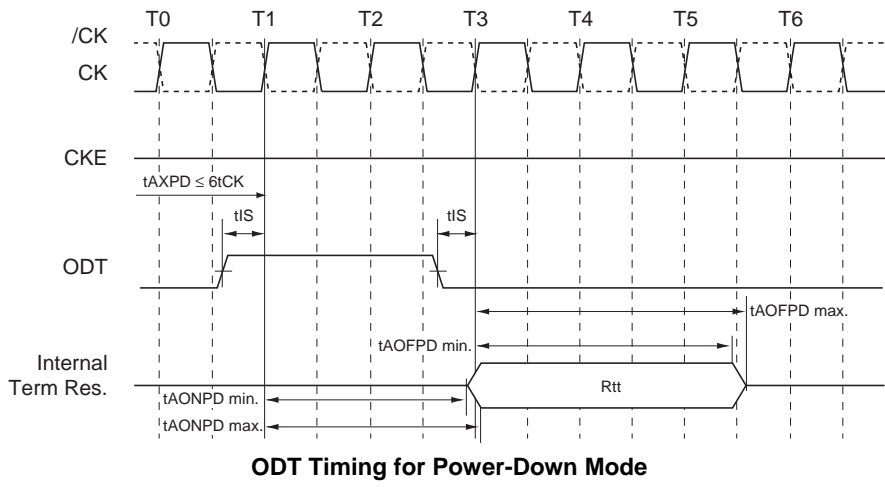 T0 T1 T2 T3 T4 T5 T6
/CK
CK
CKE
tAXPD ≤ 6tCK
tIS tIS
ODT
tAOFPD max.
tAOFPD min.
Internal
Term Res.
Rtt
tAONPD min.
tAONPD max.
ODT Timing for Power-Down Mode